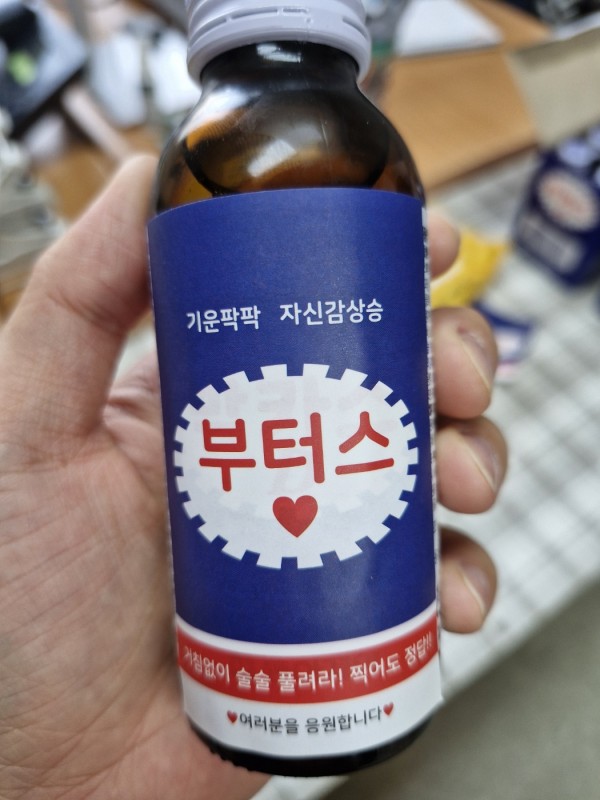 기운팍팍 자신감상승
부터스
거침없이 술술 풀려라! 찍어도 정답!!
♥여러분을 응원합니다♥